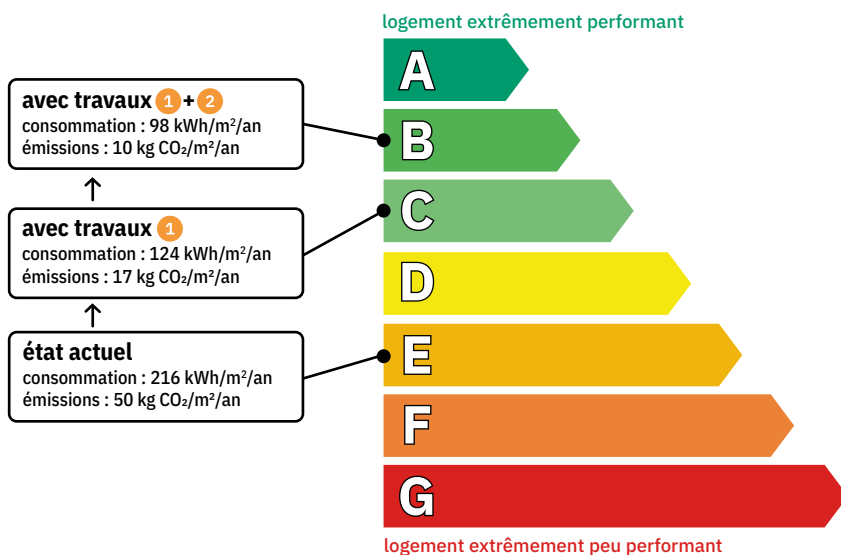 logement extrêmement performant
A
avec travaux 1 + 2
consommation : 98 kWh/m²/an
émissions : 10 kg CO₂/m²/an
B
avec travaux 1
consommation : 124 kWh/m²/an
émissions : 17 kg CO₂/m²/an
C
D
état actuel
consommation : 216 kWh/m²/an
émissions : 50 kg CO₂/m²/an
E
F
G
logement extrêmement peu performant